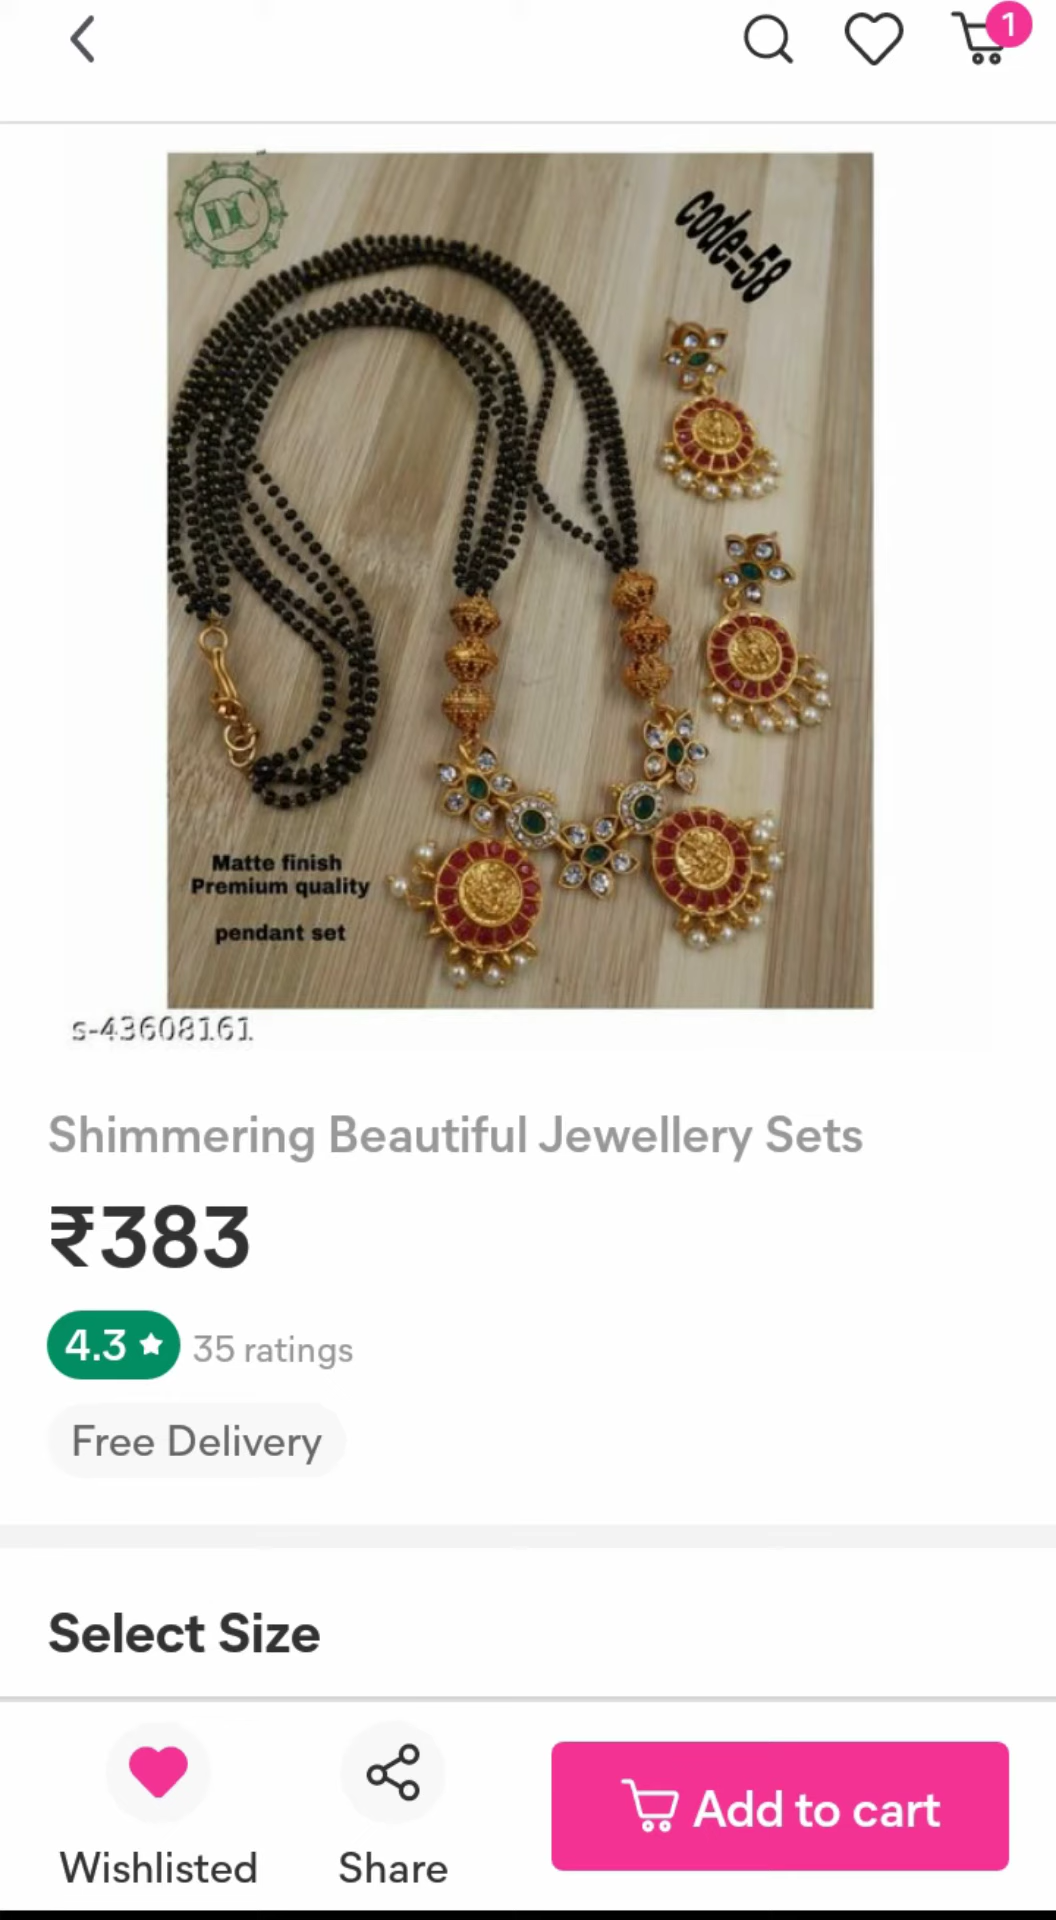 1
DC
code=58
Matte finish
Premium quality
pendant set
s-43608161
Shimmering Beautiful Jewellery Sets
₹383
4.3 ★ 35 ratings
Free Delivery
Select Size
Wishlisted
Share
Add to cart